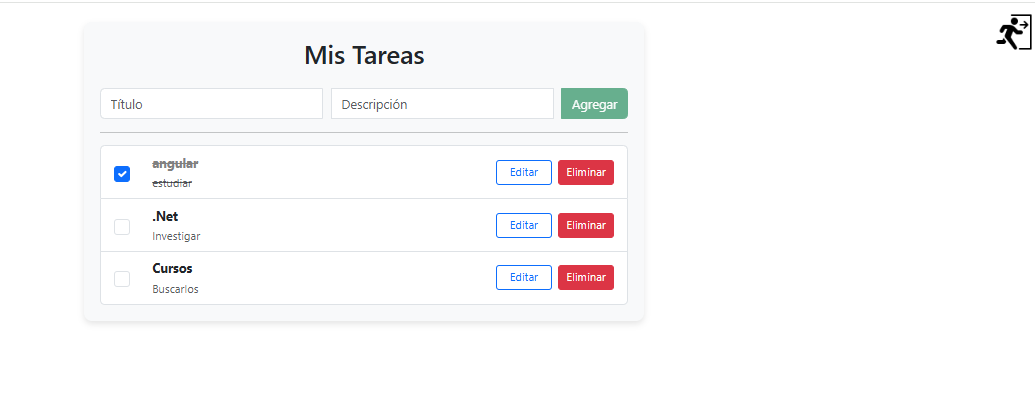 Mis Tareas
Título Descripción Agregar
angular
estudiar
Editar Eliminar
.Net
Investigar
Editar Eliminar
Cursos
Buscarlos
Editar Eliminar